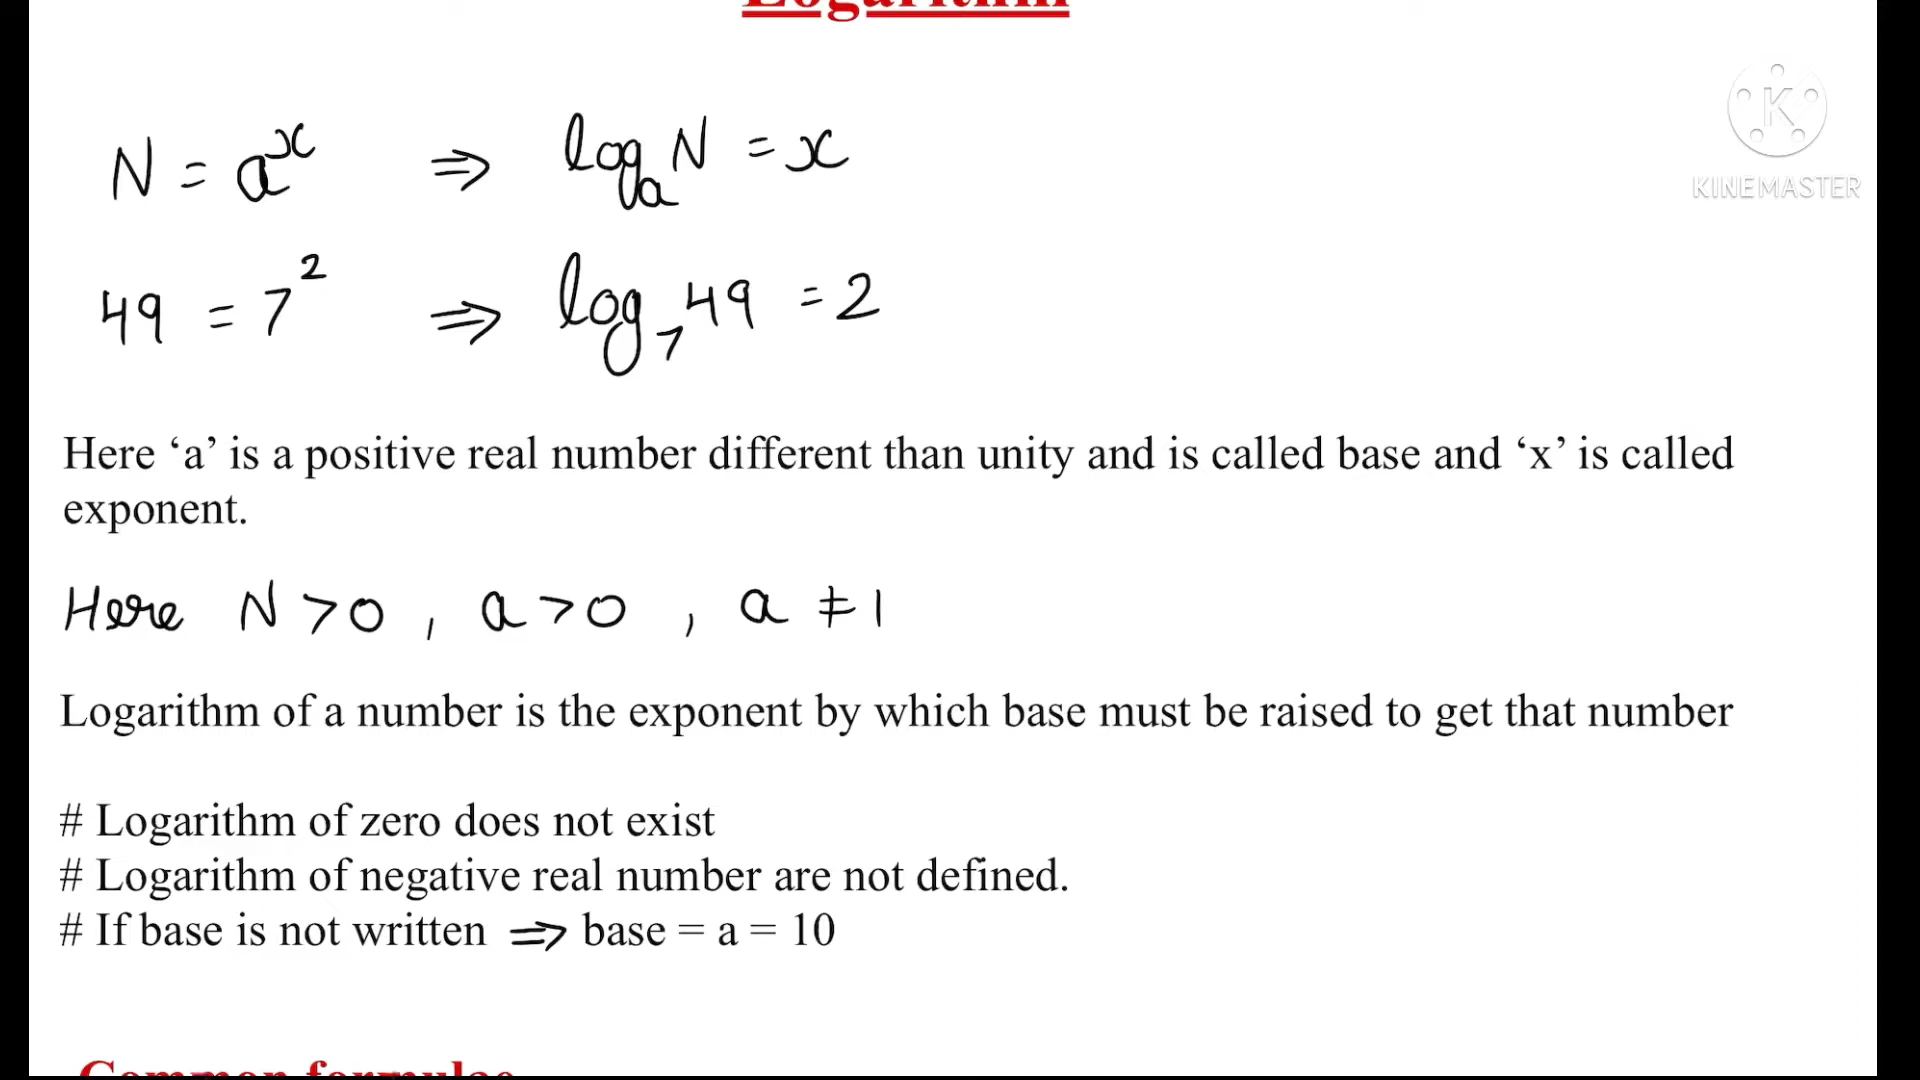 Logarithm
N = a^x ⇒ log_a N = x
KINEMASTER
49 = 7^2 ⇒ log_7 49 = 2
Here ‘a’ is a positive real number different than unity and is called base and ‘x’ is called
exponent.
Here N > 0 , a > 0 , a ≠ 1
Logarithm of a number is the exponent by which base must be raised to get that number
# Logarithm of zero does not exist
# Logarithm of negative real number are not defined.
# If base is not written ⇒ base = a = 10
Common formulae